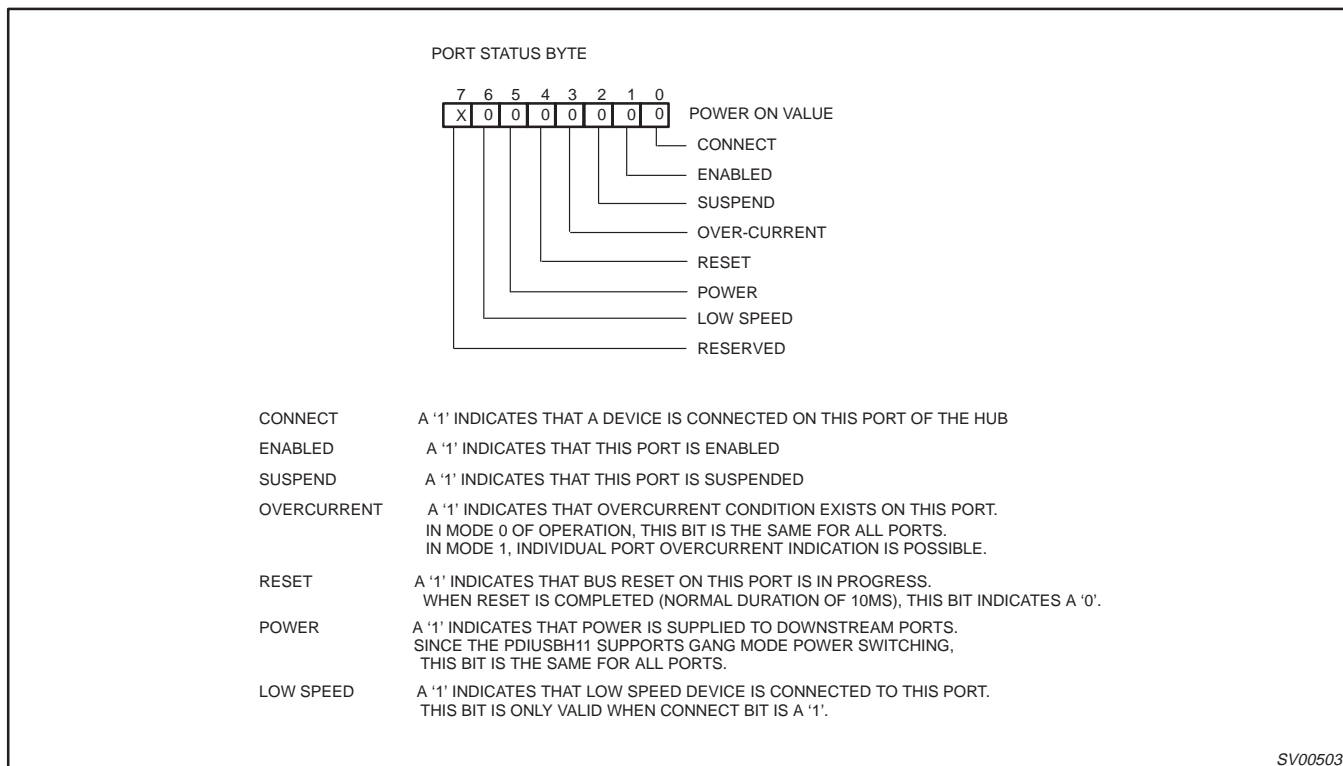 PORT STATUS BYTE
7 6 5 4 3 2 1 0
X 0 0 0 0 0 0 0 POWER ON VALUE
CONNECT
ENABLED
SUSPEND
OVER-CURRENT
RESET
POWER
LOW SPEED
RESERVED
CONNECT A ‘1’ INDICATES THAT A DEVICE IS CONNECTED ON THIS PORT OF THE HUB
ENABLED A ‘1’ INDICATES THAT THIS PORT IS ENABLED
SUSPEND A ‘1’ INDICATES THAT THIS PORT IS SUSPENDED
OVERCURRENT A ‘1’ INDICATES THAT OVERCURRENT CONDITION EXISTS ON THIS PORT.
IN MODE 0 OF OPERATION, THIS BIT IS THE SAME FOR ALL PORTS.
IN MODE 1, INDIVIDUAL PORT OVERCURRENT INDICATION IS POSSIBLE.
RESET A ‘1’ INDICATES THAT BUS RESET ON THIS PORT IS IN PROGRESS.
WHEN RESET IS COMPLETED (NORMAL DURATION OF 10MS), THIS BIT INDICATES A ‘0’.
POWER A ‘1’ INDICATES THAT POWER IS SUPPLIED TO DOWNSTREAM PORTS.
SINCE THE PDIUSBH11 SUPPORTS GANG MODE POWER SWITCHING,
THIS BIT IS THE SAME FOR ALL PORTS.
LOW SPEED A ‘1’ INDICATES THAT LOW SPEED DEVICE IS CONNECTED TO THIS PORT.
THIS BIT IS ONLY VALID WHEN CONNECT BIT IS A ‘1’.
SV00503